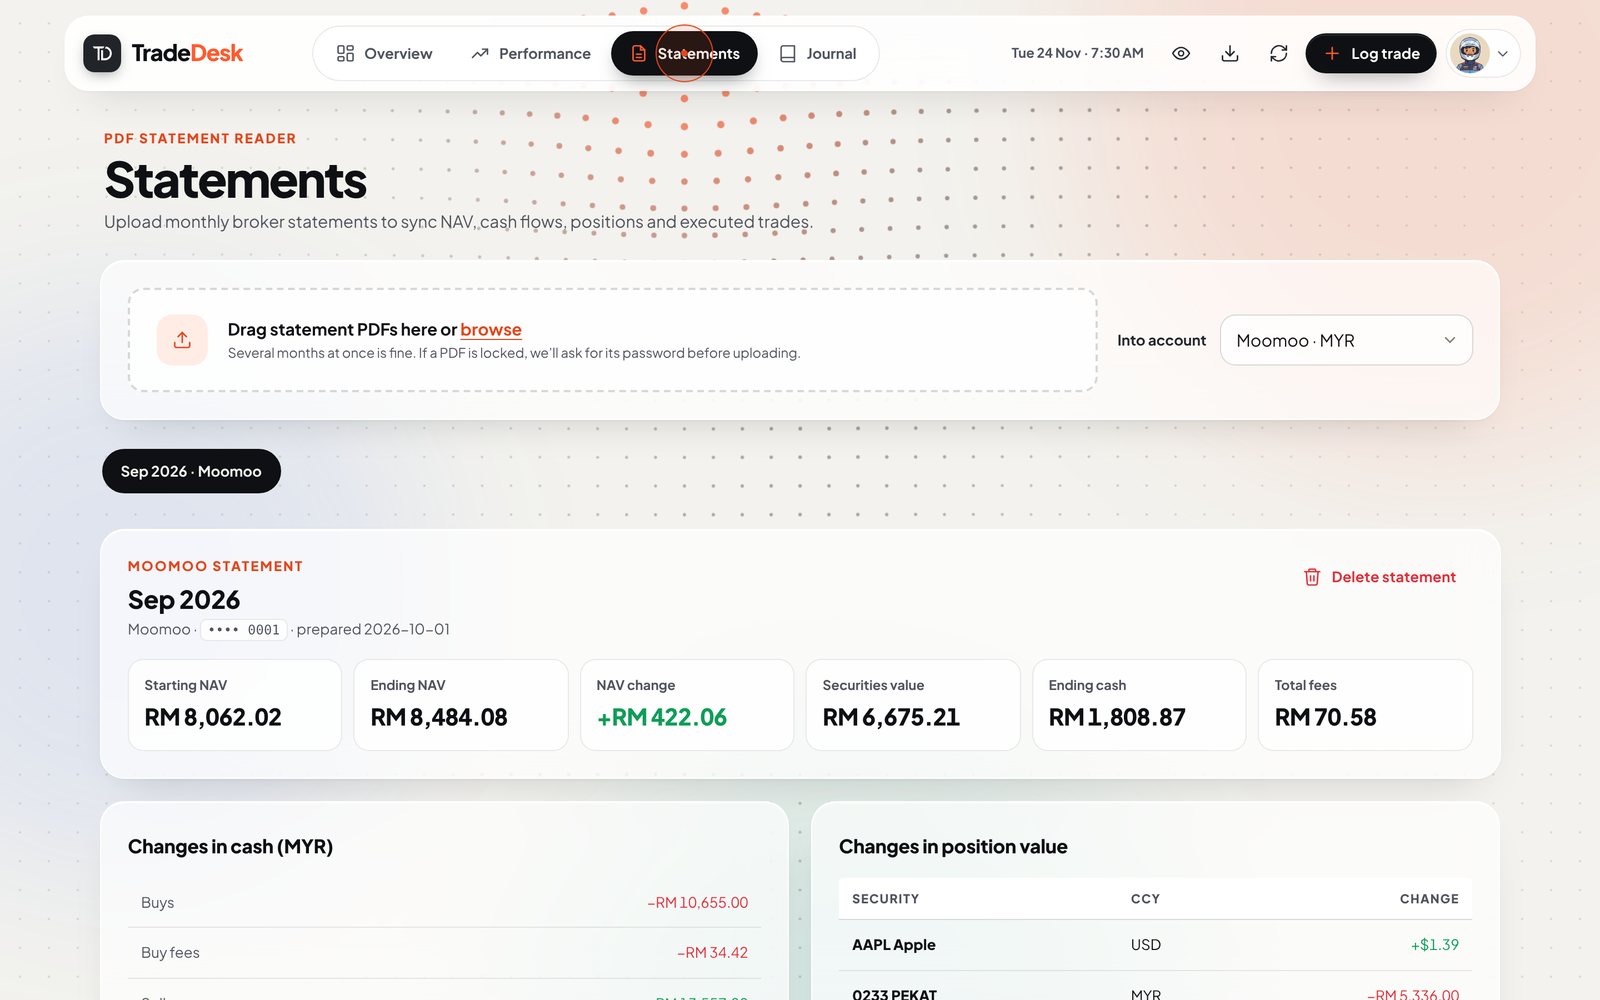 TD TradeDesk
Overview
Performance
Statements
Journal
Tue 24 Nov · 7:30 AM
Log trade
PDF STATEMENT READER
Statements
Upload monthly broker statements to sync NAV, cash flows, positions and executed trades.
Drag statement PDFs here or browse
Several months at once is fine. If a PDF is locked, we'll ask for its password before uploading.
Into account
Moomoo · MYR
Sep 2026 · Moomoo
MOOMOO STATEMENT
Delete statement
Sep 2026
Moomoo · •••• 0001 · prepared 2026-10-01
Starting NAV
RM 8,062.02
Ending NAV
RM 8,484.08
NAV change
+RM 422.06
Securities value
RM 6,675.21
Ending cash
RM 1,808.87
Total fees
RM 70.58
Changes in cash (MYR)
Buys −RM 10,655.00
Buy fees −RM 34.42
Changes in position value
SECURITY CCY CHANGE
AAPL Apple USD +$1.39
0233 PEKAT MYR −RM 5,336.00